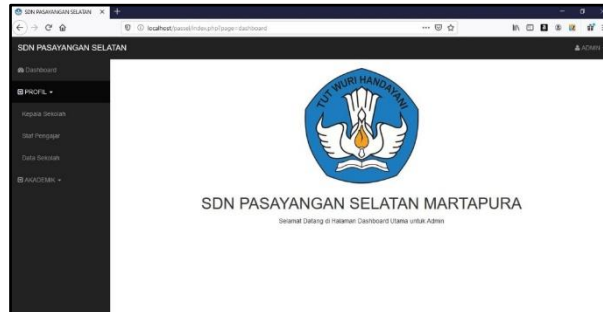 SDN PASAYANGAN SELATAN
localhost/passel/index.php?page=dashboard
SDN PASAYANGAN SELATAN
ADMIN
Dashboard
PROFIL
Kepala Sekolah
Staf Pengajar
Data Sekolah
AKADEMIK
TUT WURI HANDAYANI
SDN PASAYANGAN SELATAN MARTAPURA
Selamat Datang di Halaman Dashboard Utama untuk Admin